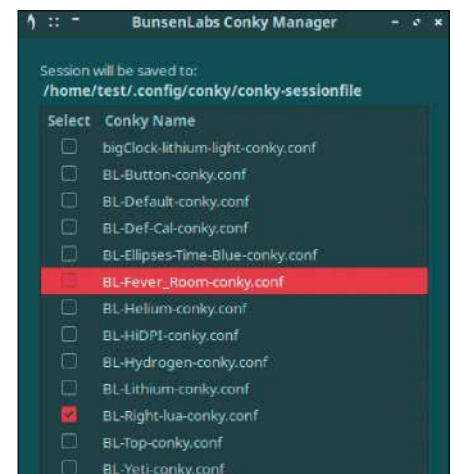 BunsenLabs Conky Manager
Session will be saved to:
/home/test/.config/conky/conky-sessionfile
Select Conky Name
bigClock-lithium-light-conky.conf
BL-Button-conky.conf
BL-Default-conky.conf
BL-Def-Cal-conky.conf
BL-Ellipses-Time-Blue-conky.conf
BL-Fever_Room-conky.conf
BL-Helium-conky.conf
BL-HiDPI-conky.conf
BL-Hydrogen-conky.conf
BL-Lithium-conky.conf
BL-Right-lua-conky.conf
BL-Top-conky.conf
BL-Yeti-conky.conf